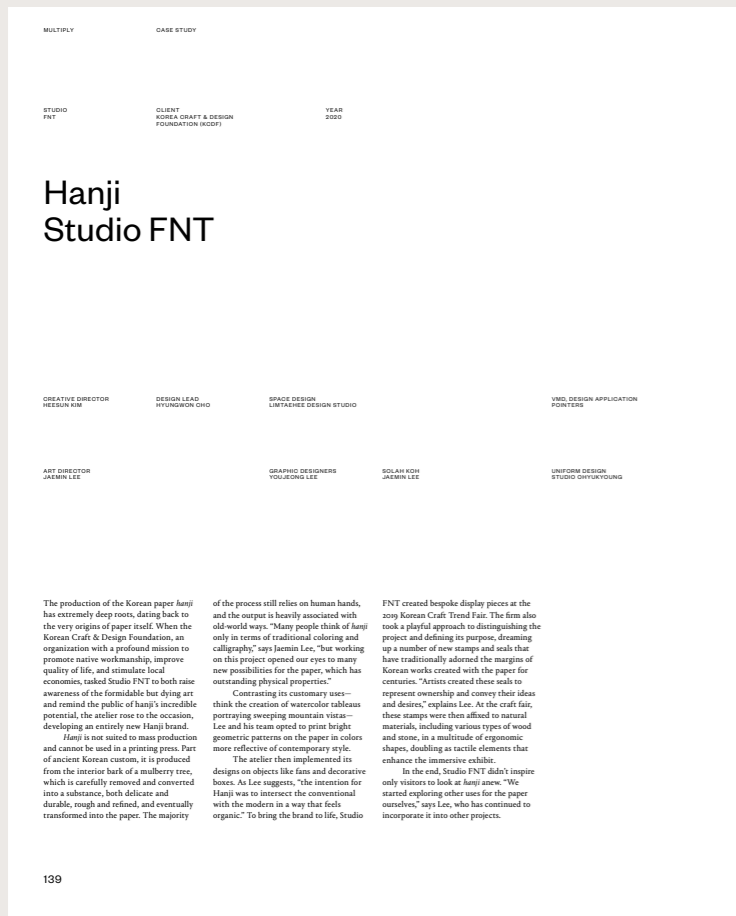 MULTIPLY
CASE STUDY
STUDIO
FNT
CLIENT
KOREA CRAFT & DESIGN
FOUNDATION (KCDF)
YEAR
2020
Hanji
Studio FNT
CREATIVE DIRECTOR
HEESUN KIM
DESIGN LEAD
HYUNGWON CHO
SPACE DESIGN
LIMTAEHEE DESIGN STUDIO
VMD, DESIGN APPLICATION
POINTERS
ART DIRECTOR
JAEMIN LEE
GRAPHIC DESIGNERS
YOUJEONG LEE
SOLAH KOH
JAEMIN LEE
UNIFORM DESIGN
STUDIO OHYUKYOUNG
The production of the Korean paper hanji
has extremely deep roots, dating back to
the very origins of paper itself. When the
Korean Craft & Design Foundation, an
organization with a profound mission to
promote native workmanship, improve
quality of life, and stimulate local
economies, tasked Studio FNT to both raise
awareness of the formidable but dying art
and remind the public of hanji's incredible
potential, the atelier rose to the occasion,
developing an entirely new Hanji brand.
Hanji is not suited to mass production
and cannot be used in a printing press. Part
of ancient Korean custom, it is produced
from the interior bark of a mulberry tree,
which is carefully removed and converted
into a substance, both delicate and
durable, rough and refined, and eventually
transformed into the paper. The majority
of the process still relies on human hands,
and the output is heavily associated with
old-world ways. “Many people think of hanji
only in terms of traditional coloring and
calligraphy,” says Jaemin Lee, “but working
on this project opened our eyes to many
new possibilities for the paper, which has
outstanding physical properties.”
Contrasting its customary uses—
think the creation of watercolor tableaus
portraying sweeping mountain vistas—
Lee and his team opted to print bright
geometric patterns on the paper in colors
more reflective of contemporary style.
The atelier then implemented its
designs on objects like fans and decorative
boxes. As Lee suggests, “the intention for
Hanji was to intersect the conventional
with the modern in a way that feels
organic.” To bring the brand to life, Studio
FNT created bespoke display pieces at the
2019 Korean Craft Trend Fair. The firm also
took a playful approach to distinguishing the
project and defining its purpose, dreaming
up a number of new stamps and seals that
have traditionally adorned the margins of
Korean works created with the paper for
centuries. “Artists created these seals to
represent ownership and convey their ideas
and desires,” explains Lee. At the craft fair,
these stamps were then affixed to natural
materials, including various types of wood
and stone, in a multitude of ergonomic
shapes, doubling as tactile elements that
enhance the immersive exhibit.
In the end, Studio FNT didn't inspire
only visitors to look at hanji anew. “We
started exploring other uses for the paper
ourselves,” says Lee, who has continued to
incorporate it into other projects.
139